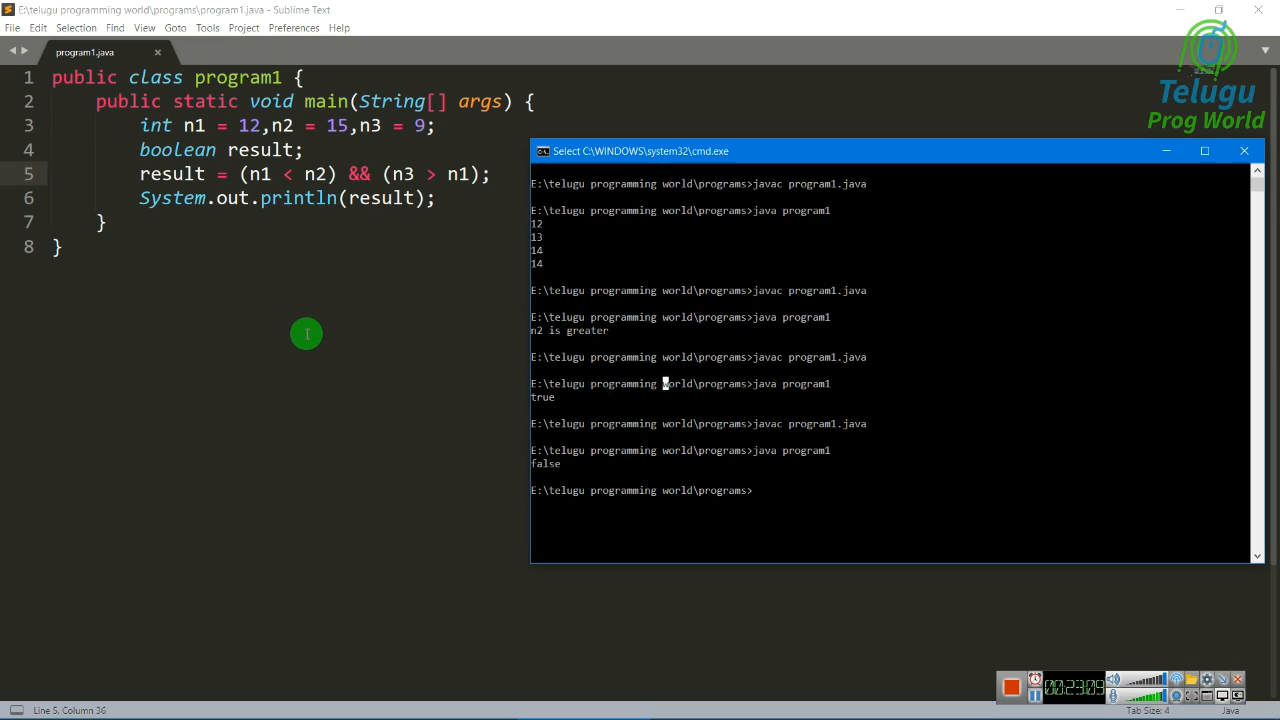 E:\telugu programming world\programs\program1.java - Sublime Text
File Edit Selection Find View Goto Tools Project Preferences Help
program1.java
1 public class program1 {
2 public static void main(String[] args) {
3 int n1 = 12,n2 = 15,n3 = 9;
4 boolean result;
5 result = (n1 < n2) && (n3 > n1);
6 System.out.println(result);
7 }
8 }
Telugu
Prog World
Select C:\WINDOWS\system32\cmd.exe
E:\telugu programming world\programs>javac program1.java
E:\telugu programming world\programs>java program1
12
13
14
14
E:\telugu programming world\programs>javac program1.java
E:\telugu programming world\programs>java program1
n2 is greater
E:\telugu programming world\programs>javac program1.java
E:\telugu programming world\programs>java program1
true
E:\telugu programming world\programs>javac program1.java
E:\telugu programming world\programs>java program1
false
E:\telugu programming world\programs>
00:23:09
Line 5, Column 36
Tab Size: 4
Java